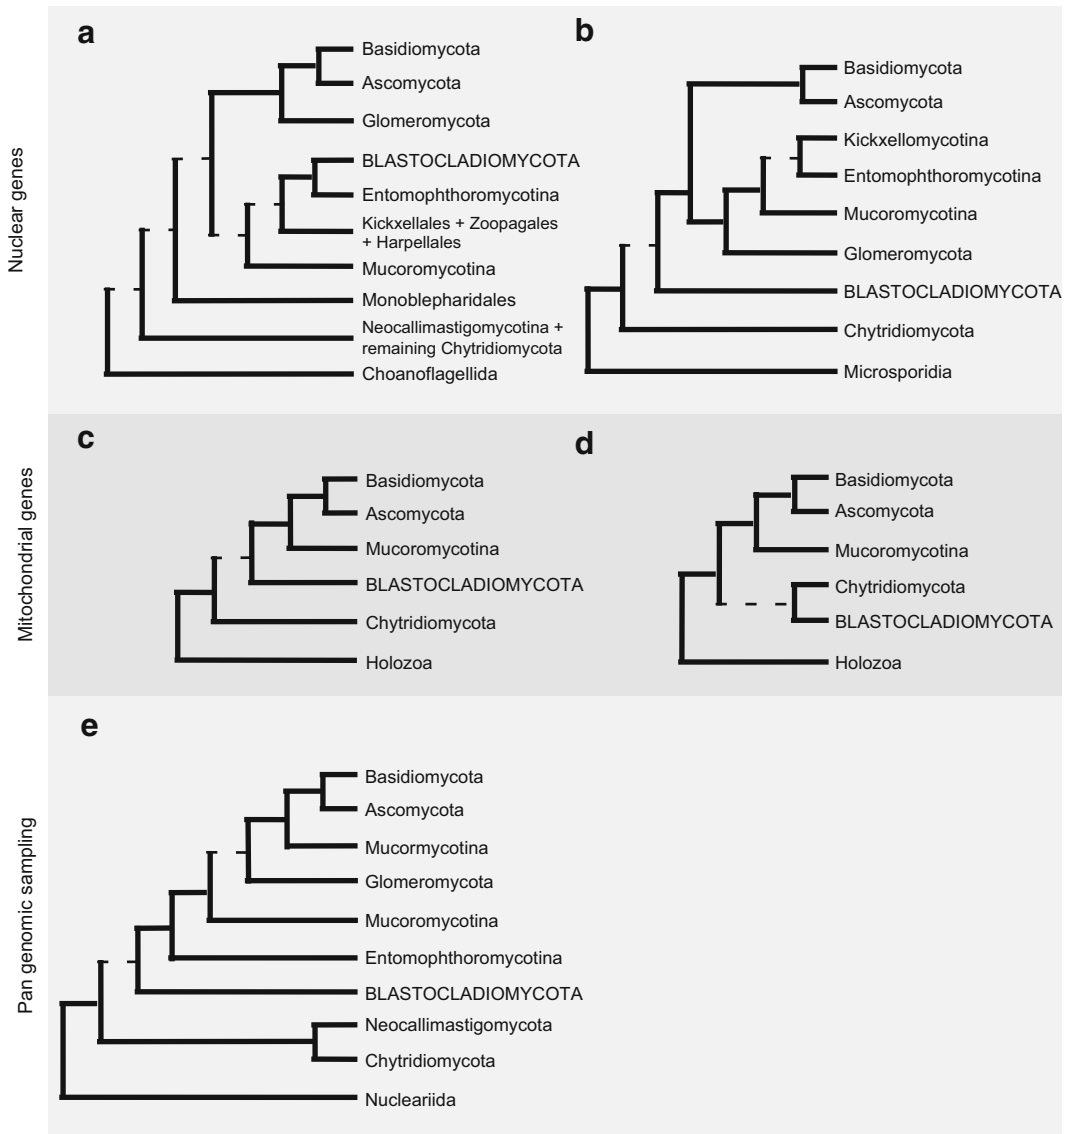 Nuclear genes
a
Basidiomycota
Ascomycota
Glomeromycota
BLASTOCLADIOMYCOTA
Entomophthoromycotina
Kickxellales + Zoopagales
+ Harpellales
Mucoromycotina
Monoblepharidales
Neocallimastigomycotina +
remaining Chytridiomycota
Choanoflagellida
b
Basidiomycota
Ascomycota
Kickxellomycotina
Entomophthoromycotina
Mucoromycotina
Glomeromycota
BLASTOCLADIOMYCOTA
Chytridiomycota
Microsporidia
Mitochondrial genes
c
Basidiomycota
Ascomycota
Mucoromycotina
BLASTOCLADIOMYCOTA
Chytridiomycota
Holozoa
d
Basidiomycota
Ascomycota
Mucoromycotina
Chytridiomycota
BLASTOCLADIOMYCOTA
Holozoa
Pan genomic sampling
e
Basidiomycota
Ascomycota
Mucormycotina
Glomeromycota
Mucoromycotina
Entomophthoromycotina
BLASTOCLADIOMYCOTA
Neocallimastigomycota
Chytridiomycota
Nucleariida